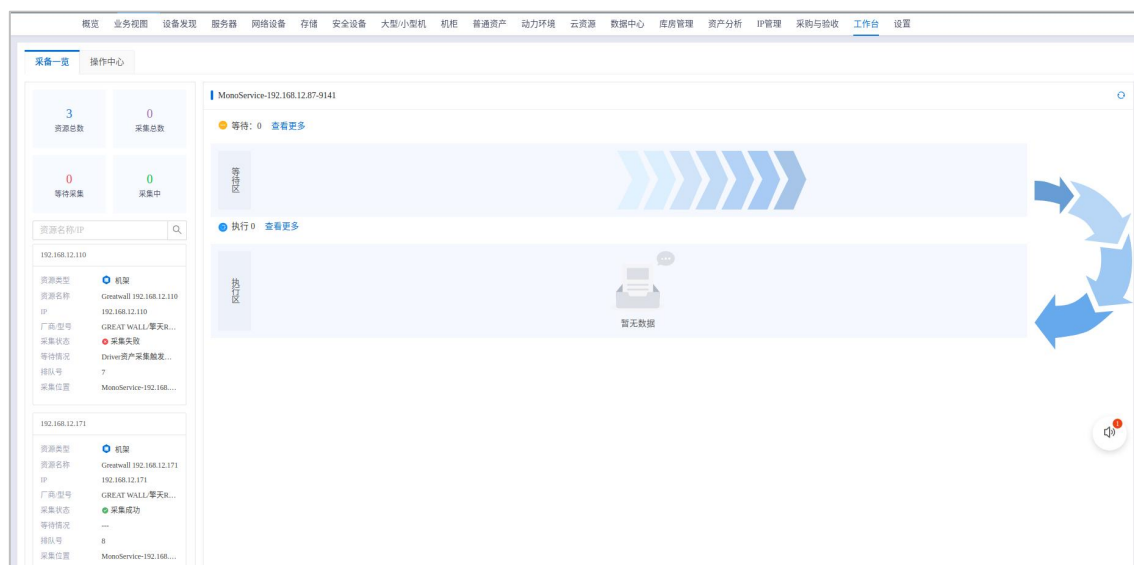 概览 业务视图 设备发现 服务器 网络设备 存储 安全设备 大型/小型机 机柜 普通资产 动力环境 云资源 数据中心 库房管理 资产分析 IP管理 采购与验收 工作台 设置
采备一览 操作中心
3 0
资源总数 采集总数
0 0
等待采集 采集中
资源名称/IP
192.168.12.110
资源类型 机架
资源名称 Greatwall 192.168.12.110
IP 192.168.12.110
厂商/型号 GREAT WALL/擎天R...
采集状态 采集失败
等待情况 Driver资产采集触发...
排队号 7
采集位置 MonoService-192.168....
192.168.12.171
资源类型 机架
资源名称 Greatwall 192.168.12.171
IP 192.168.12.171
厂商/型号 GREAT WALL/擎天R...
采集状态 采集成功
等待情况 —
排队号 8
采集位置 MonoService-192.168....
MonoService-192.168.12.87-9141
等待：0 查看更多
等待区
执行 0 查看更多
执行区
暂无数据
1